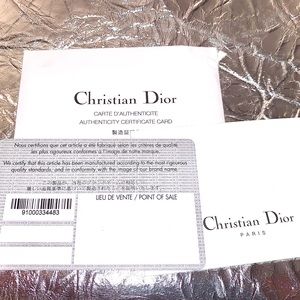 Christian Dior
CARTE D'AUTHENTICITE
AUTHENTICITY CERTIFICATE CARD
製造証
Nous certifions que cet article a été fabriqué selon les critères de qualité
les plus rigoureux et conformément à l'image de notre marque.
We certify that this article has been manufactured according to the most rigourous
quality standards, and in conformity with the image of our brand name
LIEU DE VENTE / POINT OF SALE
91000334483
Christian Dior
PARIS